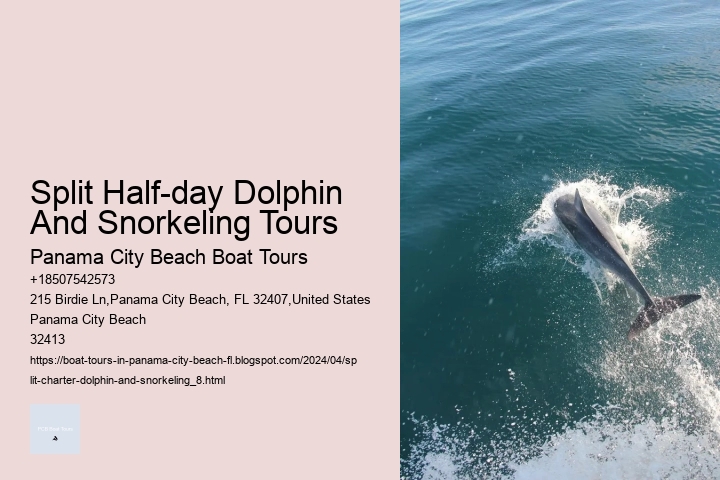 Split Half-day Dolphin
And Snorkeling Tours
Panama City Beach Boat Tours
+18507542573
215 Birdie Ln,Panama City Beach, FL 32407,United States
Panama City Beach
32413
https://boat-tours-in-panama-city-beach-fl.blogspot.com/2024/04/sp
lit-charter-dolphin-and-snorkeling_8.html